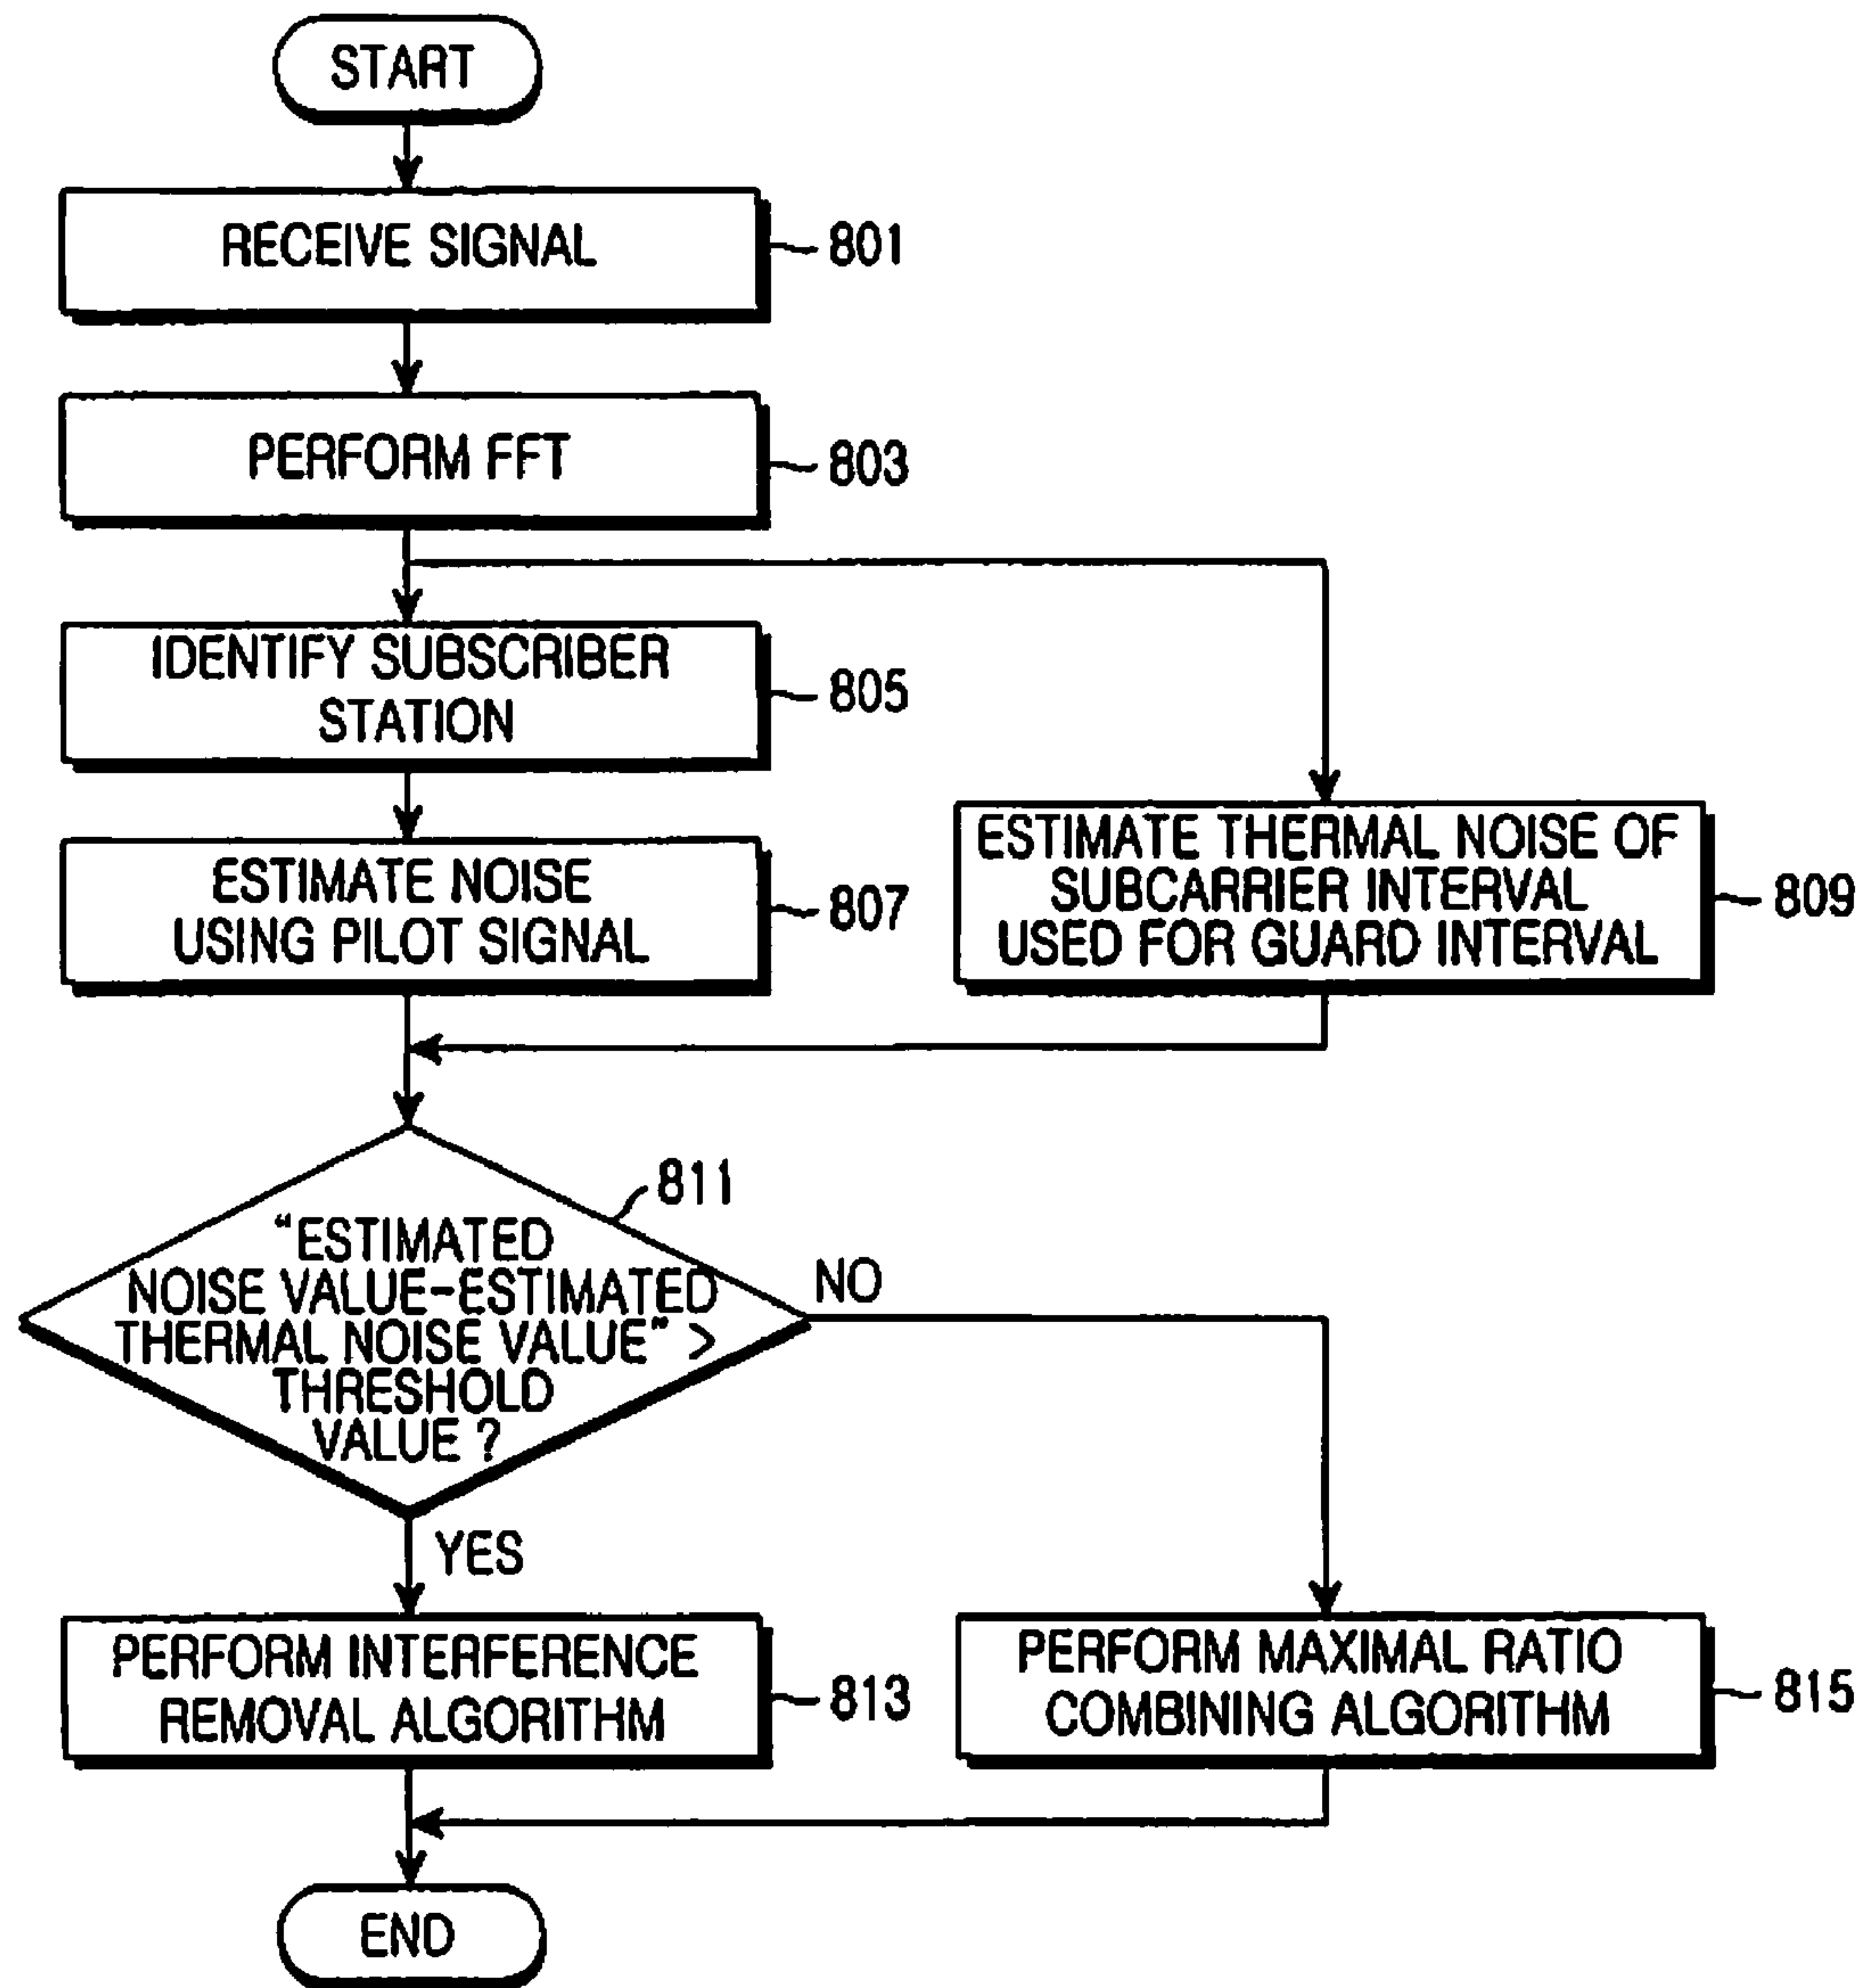 START
RECEIVE SIGNAL
801
PERFORM FFT
803
IDENTIFY SUBSCRIBER
STATION
805
ESTIMATE NOISE
USING PILOT SIGNAL
807
ESTIMATE THERMAL NOISE OF
SUBCARRIER INTERVAL
USED FOR GUARD INTERVAL
809
811
"ESTIMATED
NOISE VALUE-ESTIMATED
THERMAL NOISE VALUE" >
THRESHOLD
VALUE ?
NO
YES
PERFORM INTERFERENCE
REMOVAL ALGORITHM
813
PERFORM MAXIMAL RATIO
COMBINING ALGORITHM
815
END